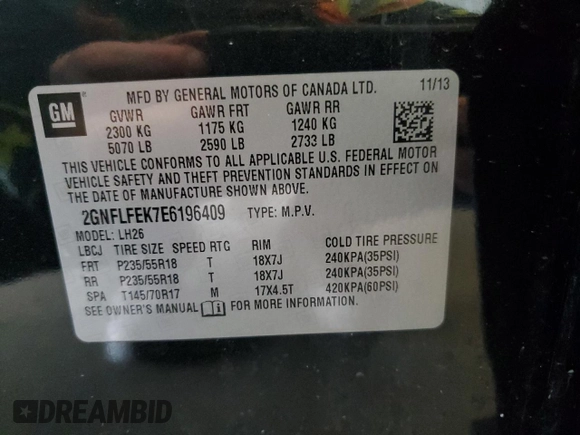 GM ®
MFD BY GENERAL MOTORS OF CANADA LTD. 11/13
GVWR GAWR FRT GAWR RR
2300 KG 1175 KG 1240 KG
5070 LB 2590 LB 2733 LB
THIS VEHICLE CONFORMS TO ALL APPLICABLE U.S. FEDERAL MOTOR
VEHICLE SAFETY AND THEFT PREVENTION STANDARDS IN EFFECT ON
THE DATE OF MANUFACTURE SHOWN ABOVE.
2GNFLFEK7E6196409 TYPE: M.P.V.
MODEL: LH26
LBCJ TIRE SIZE SPEED RTG RIM COLD TIRE PRESSURE
FRT P235/55R18 T 18X7J 240KPA(35PSI)
RR P235/55R18 T 18X7J 240KPA(35PSI)
SPA T145/70R17 M 17X4.5T 420KPA(60PSI)
SEE OWNER'S MANUAL FOR MORE INFORMATION
DREAMBID